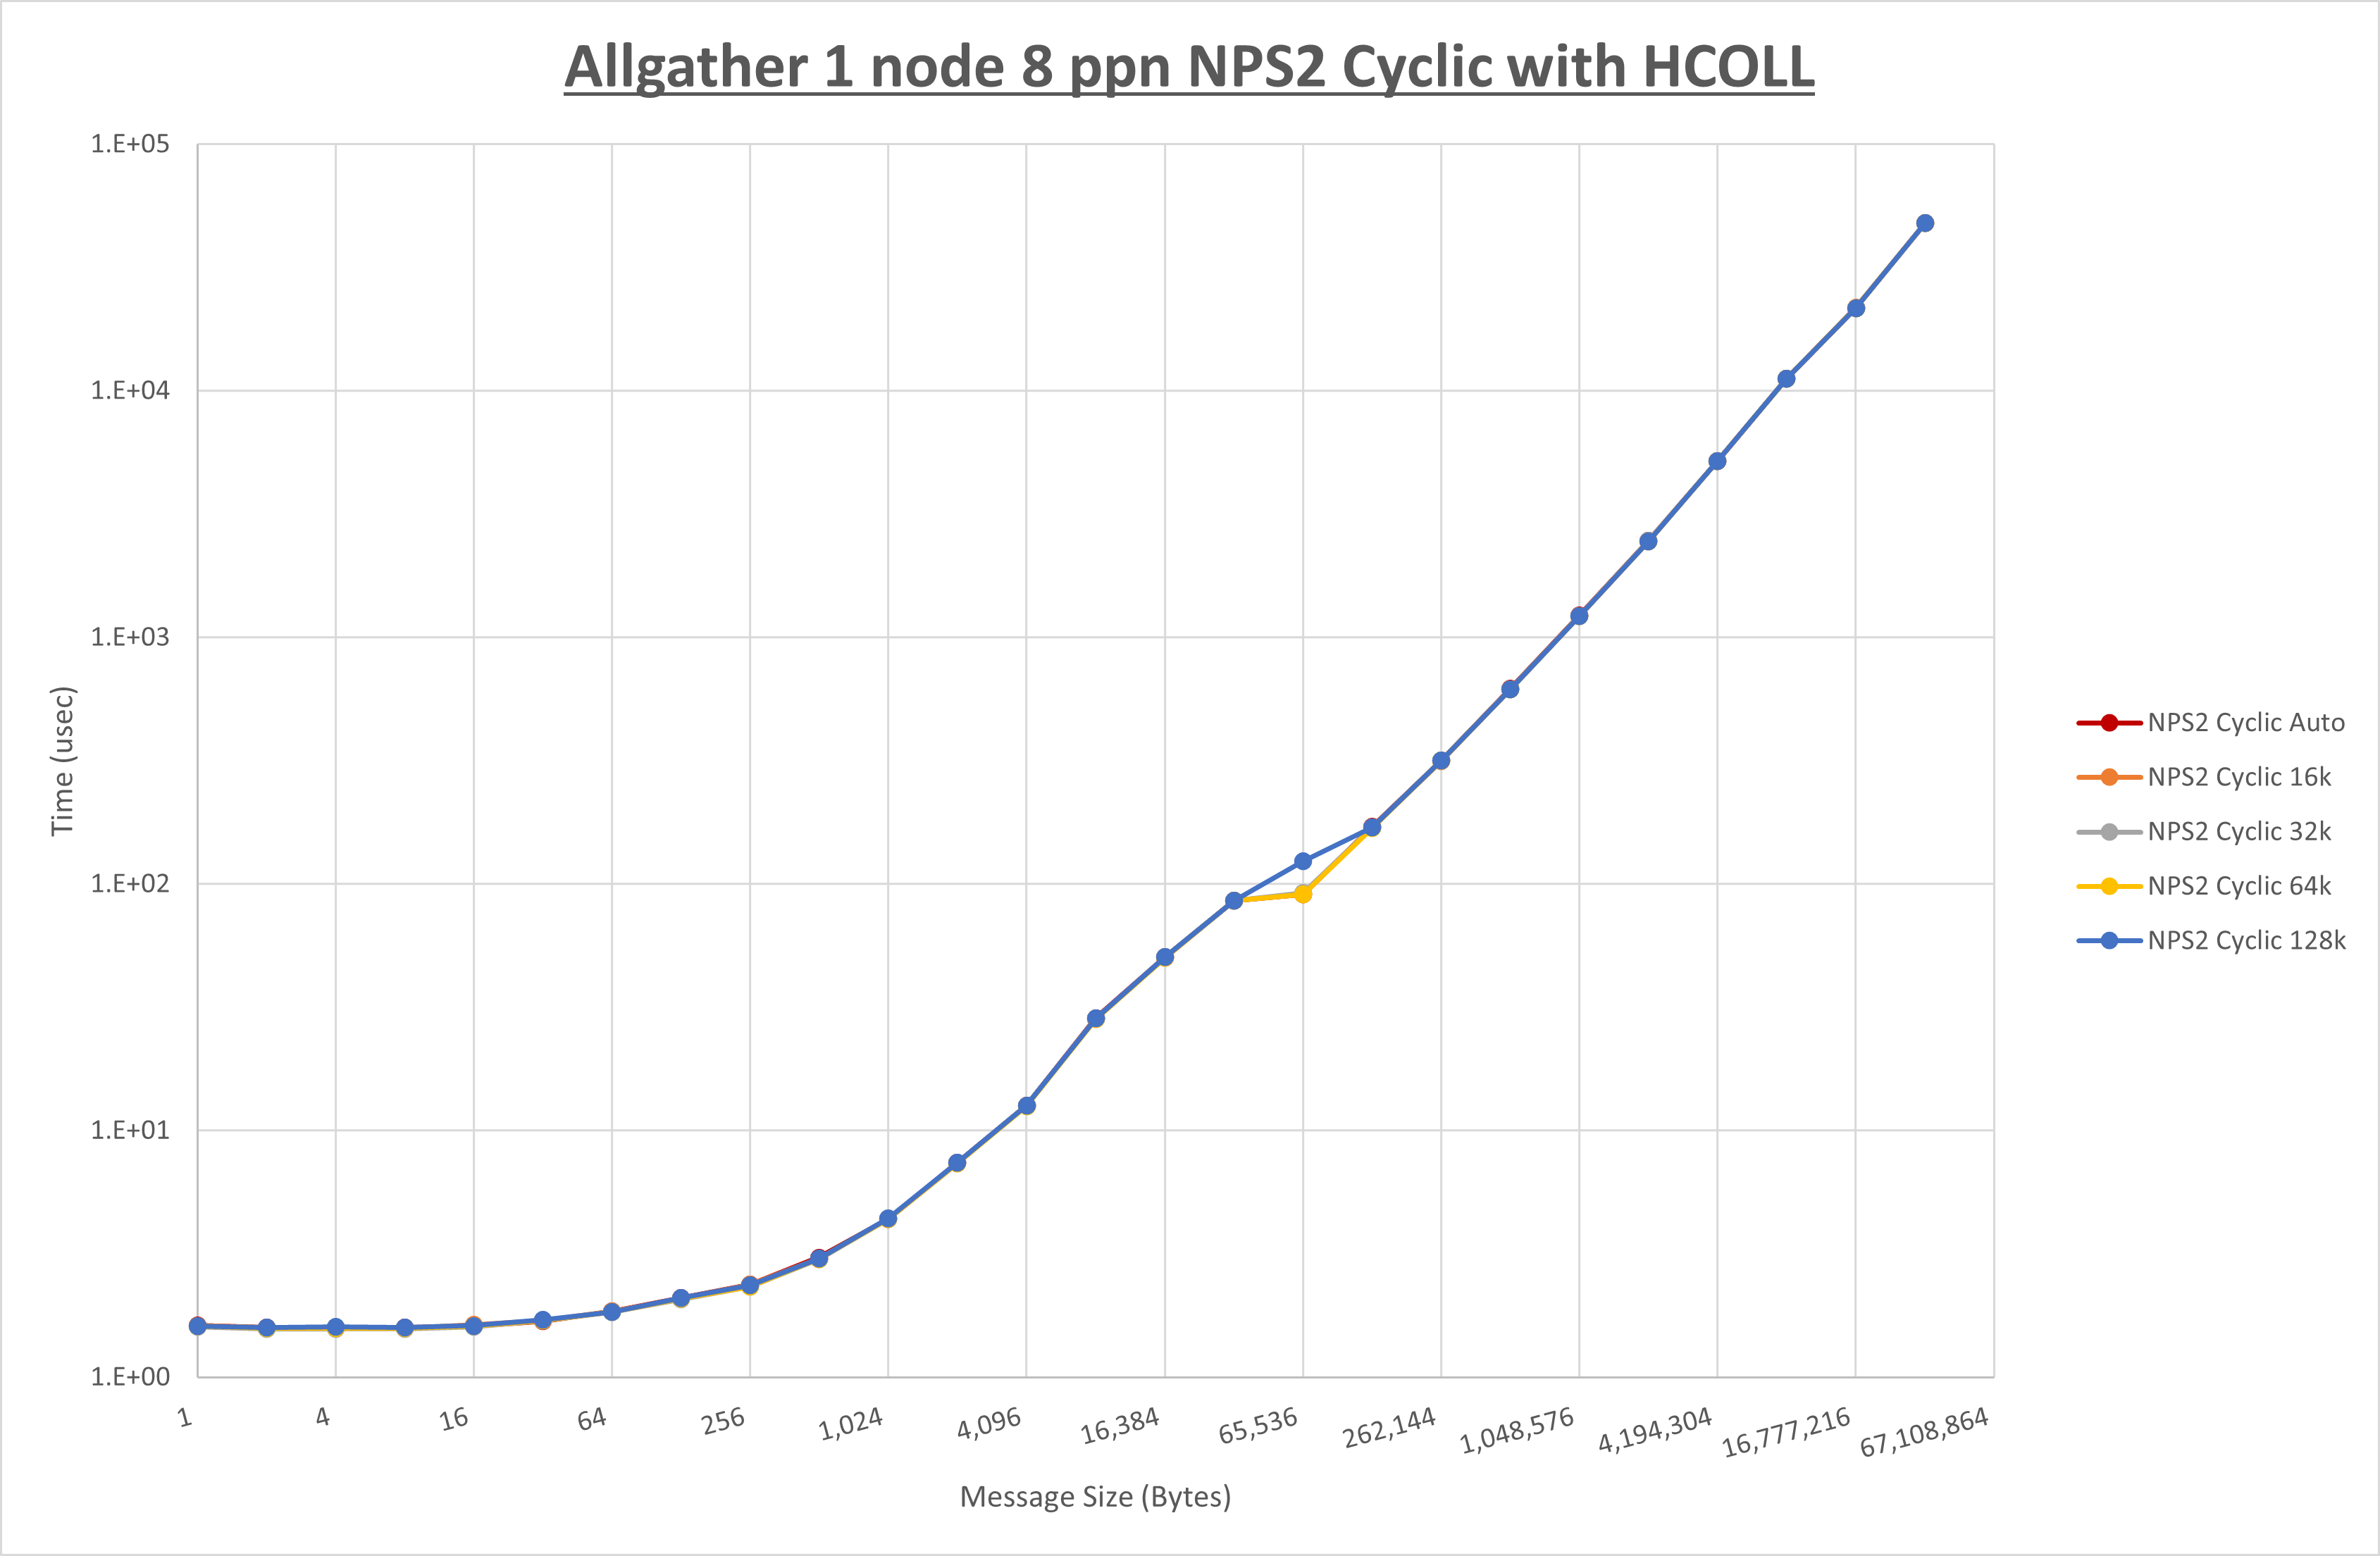 Allgather 1 node 8 ppn NPS2 Cyclic with HCOLL
1.E+05
1.E+04
1.E+03
1.E+02
1.E+01
1.E+00
Time (usec)
1
4
16
64
256
1,024
4,096
16,384
65,536
262,144
1,048,576
4,194,304
16,777,216
67,108,864
Message Size (Bytes)
NPS2 Cyclic Auto
NPS2 Cyclic 16k
NPS2 Cyclic 32k
NPS2 Cyclic 64k
NPS2 Cyclic 128k